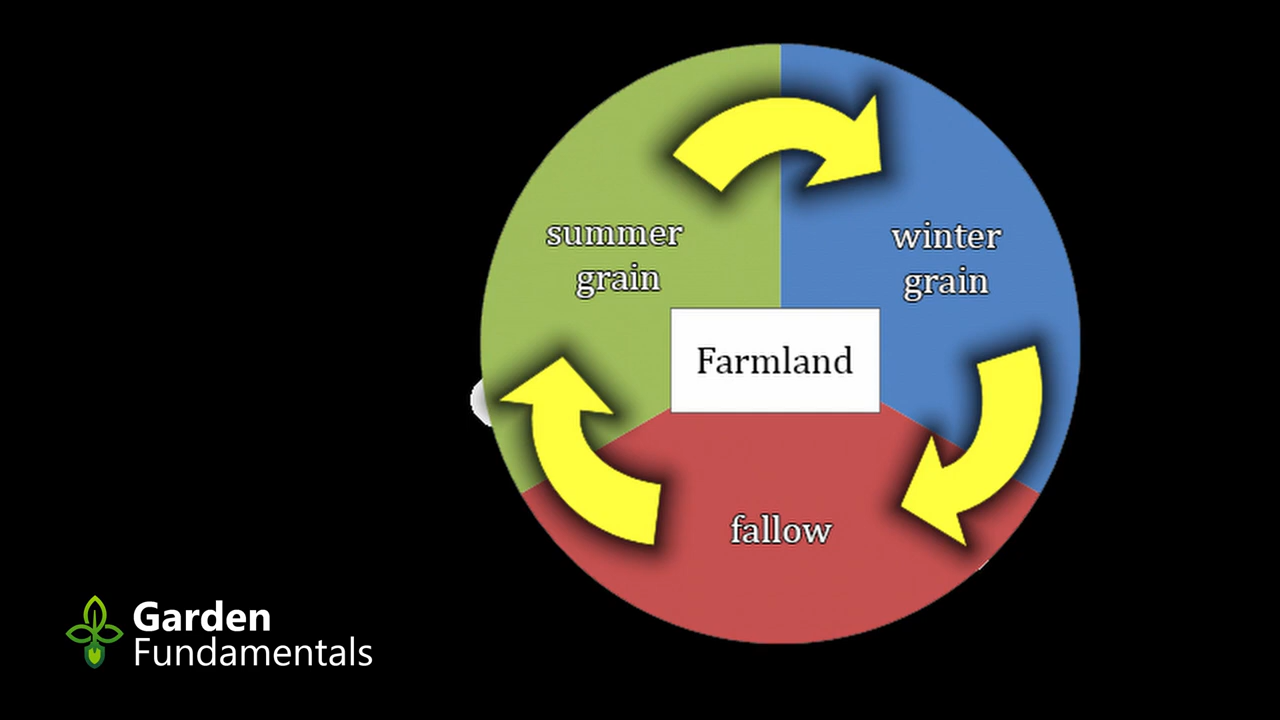 summer
grain
winter
grain
Farmland
fallow
Garden
Fundamentals